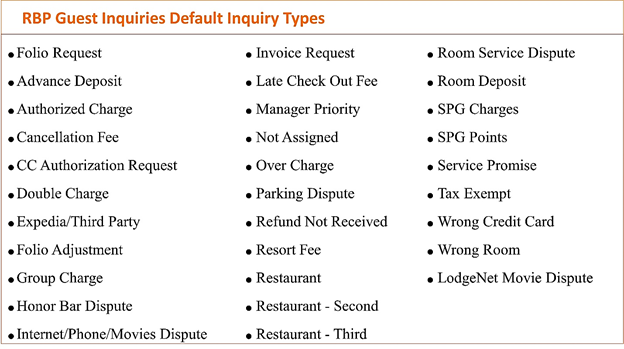 RBP Guest Inquiries Default Inquiry Types
• Folio Request
• Advance Deposit
• Authorized Charge
• Cancellation Fee
• CC Authorization Request
• Double Charge
• Expedia/Third Party
• Folio Adjustment
• Group Charge
• Honor Bar Dispute
• Internet/Phone/Movies Dispute
• Invoice Request
• Late Check Out Fee
• Manager Priority
• Not Assigned
• Over Charge
• Parking Dispute
• Refund Not Received
• Resort Fee
• Restaurant
• Restaurant - Second
• Restaurant - Third
• Room Service Dispute
• Room Deposit
• SPG Charges
• SPG Points
• Service Promise
• Tax Exempt
• Wrong Credit Card
• Wrong Room
• LodgeNet Movie Dispute